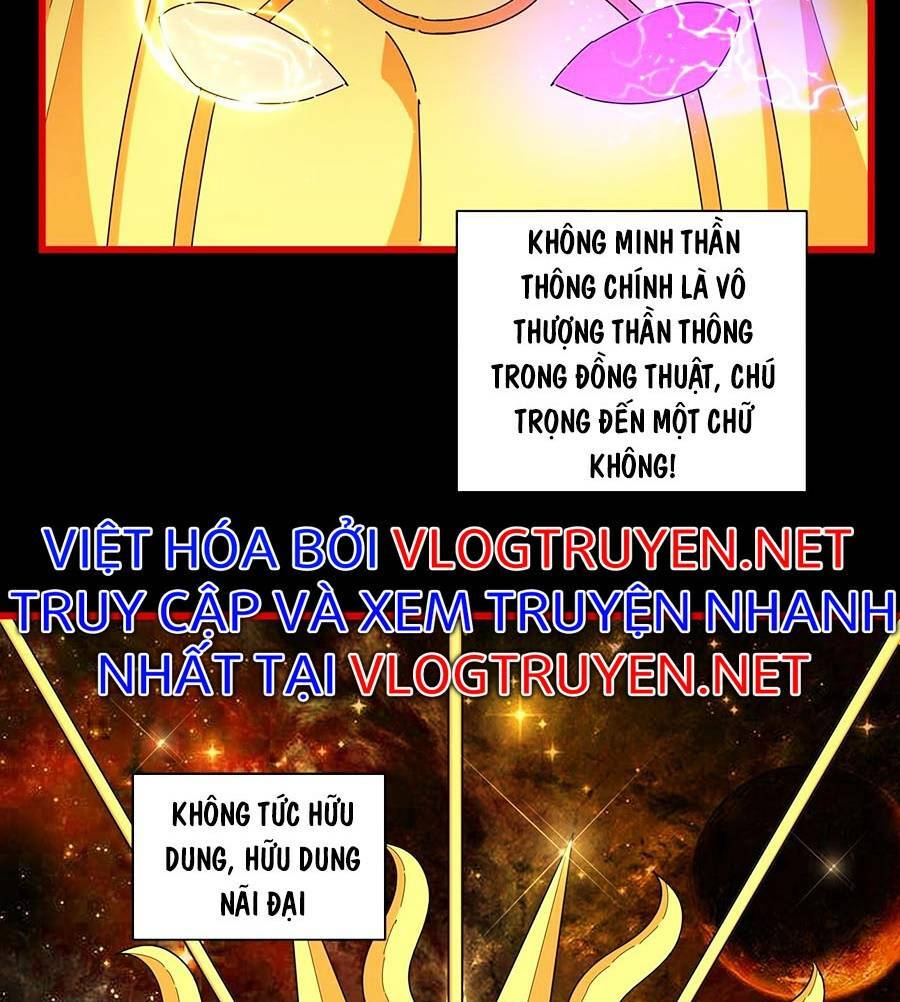 KHÔNG MINH THẦN
THÔNG CHÍNH LÀ VÔ
THƯỢNG THẦN THÔNG
TRONG ĐỒNG THUẬT, CHÚ
TRỌNG ĐẾN MỘT CHỮ
KHÔNG!
VIỆT HÓA BỞI VLOGTRUYEN.NET
TRUY CẬP VÀ XEM TRUYỆN NHANH
NHẤT TẠI VLOGTRUYEN.NET
KHÔNG TỨC HỮU
DUNG, HỮU DUNG
NÃI ĐẠI